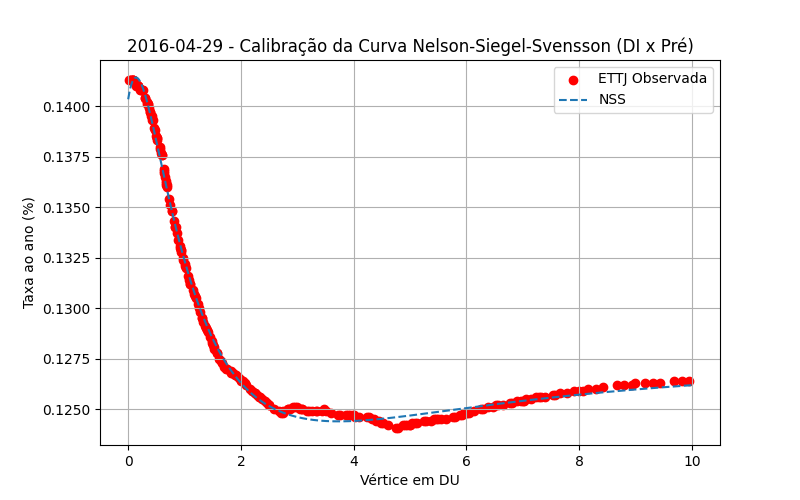 2016-04-29 - Calibração da Curva Nelson-Siegel-Svensson (DI x Pré)
ETTJ Observada
NSS
Taxa ao ano (%)
0.1400
0.1375
0.1350
0.1325
0.1300
0.1275
0.1250
0 2 4 6 8 10
Vértice em DU